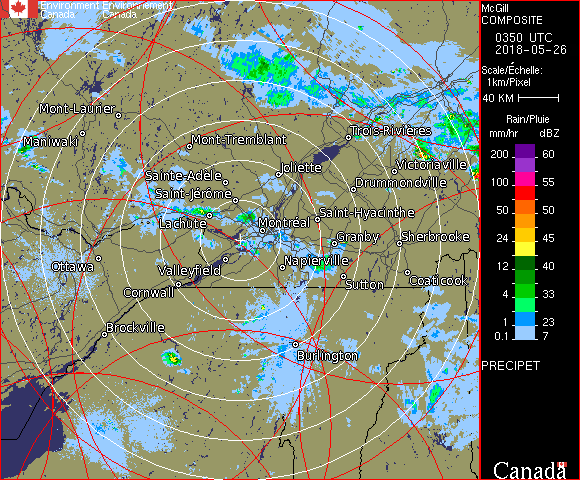 Environment Environnement
Canada Canada
McGill
COMPOSITE
0350 UTC
2018-05-26
Scale/Échelle:
1km/Pixel
40 KM
Rain/Pluie
mm/hr dBZ
200 60
100 55
50 50
24 45
12 40
4 33
1 23
0.1 7
PRECIPET
Canada
Mont-Laurier
Maniwaki
Mont-Tremblant
Trois-Rivières
Sainte-Adèle
Joliette
Victoriaville
Saint-Jérôme
Drummondville
Lachute
Montréal
Saint-Hyacinthe
Granby
Sherbrooke
Ottawa
Valleyfield
Napierville
Cornwall
Sutton
Coaticook
Brockville
Burlington